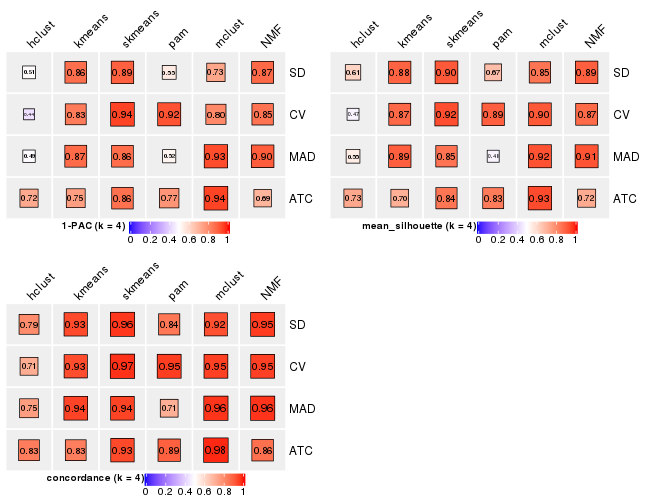 hclust kmeans skmeans pam mclust NMF
0.51 0.86 0.89 0.55 0.73 0.87 SD
0.44 0.83 0.94 0.92 0.80 0.85 CV
0.49 0.87 0.86 0.52 0.93 0.90 MAD
0.72 0.75 0.86 0.77 0.94 0.69 ATC
1-PAC (k = 4)
0 0.2 0.4 0.6 0.8 1
hclust kmeans skmeans pam mclust NMF
0.61 0.88 0.90 0.67 0.85 0.89 SD
0.47 0.87 0.92 0.89 0.90 0.87 CV
0.55 0.89 0.85 0.48 0.92 0.91 MAD
0.73 0.70 0.84 0.83 0.93 0.72 ATC
mean_silhouette (k = 4)
0 0.2 0.4 0.6 0.8 1
hclust kmeans skmeans pam mclust NMF
0.79 0.93 0.96 0.84 0.92 0.95 SD
0.71 0.93 0.97 0.95 0.95 0.95 CV
0.75 0.94 0.94 0.71 0.96 0.96 MAD
0.83 0.83 0.93 0.89 0.98 0.86 ATC
concordance (k = 4)
0 0.2 0.4 0.6 0.8 1